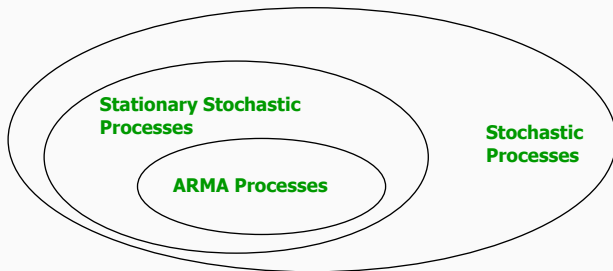 Stationary Stochastic
Processes
Stochastic
Processes
ARMA Processes